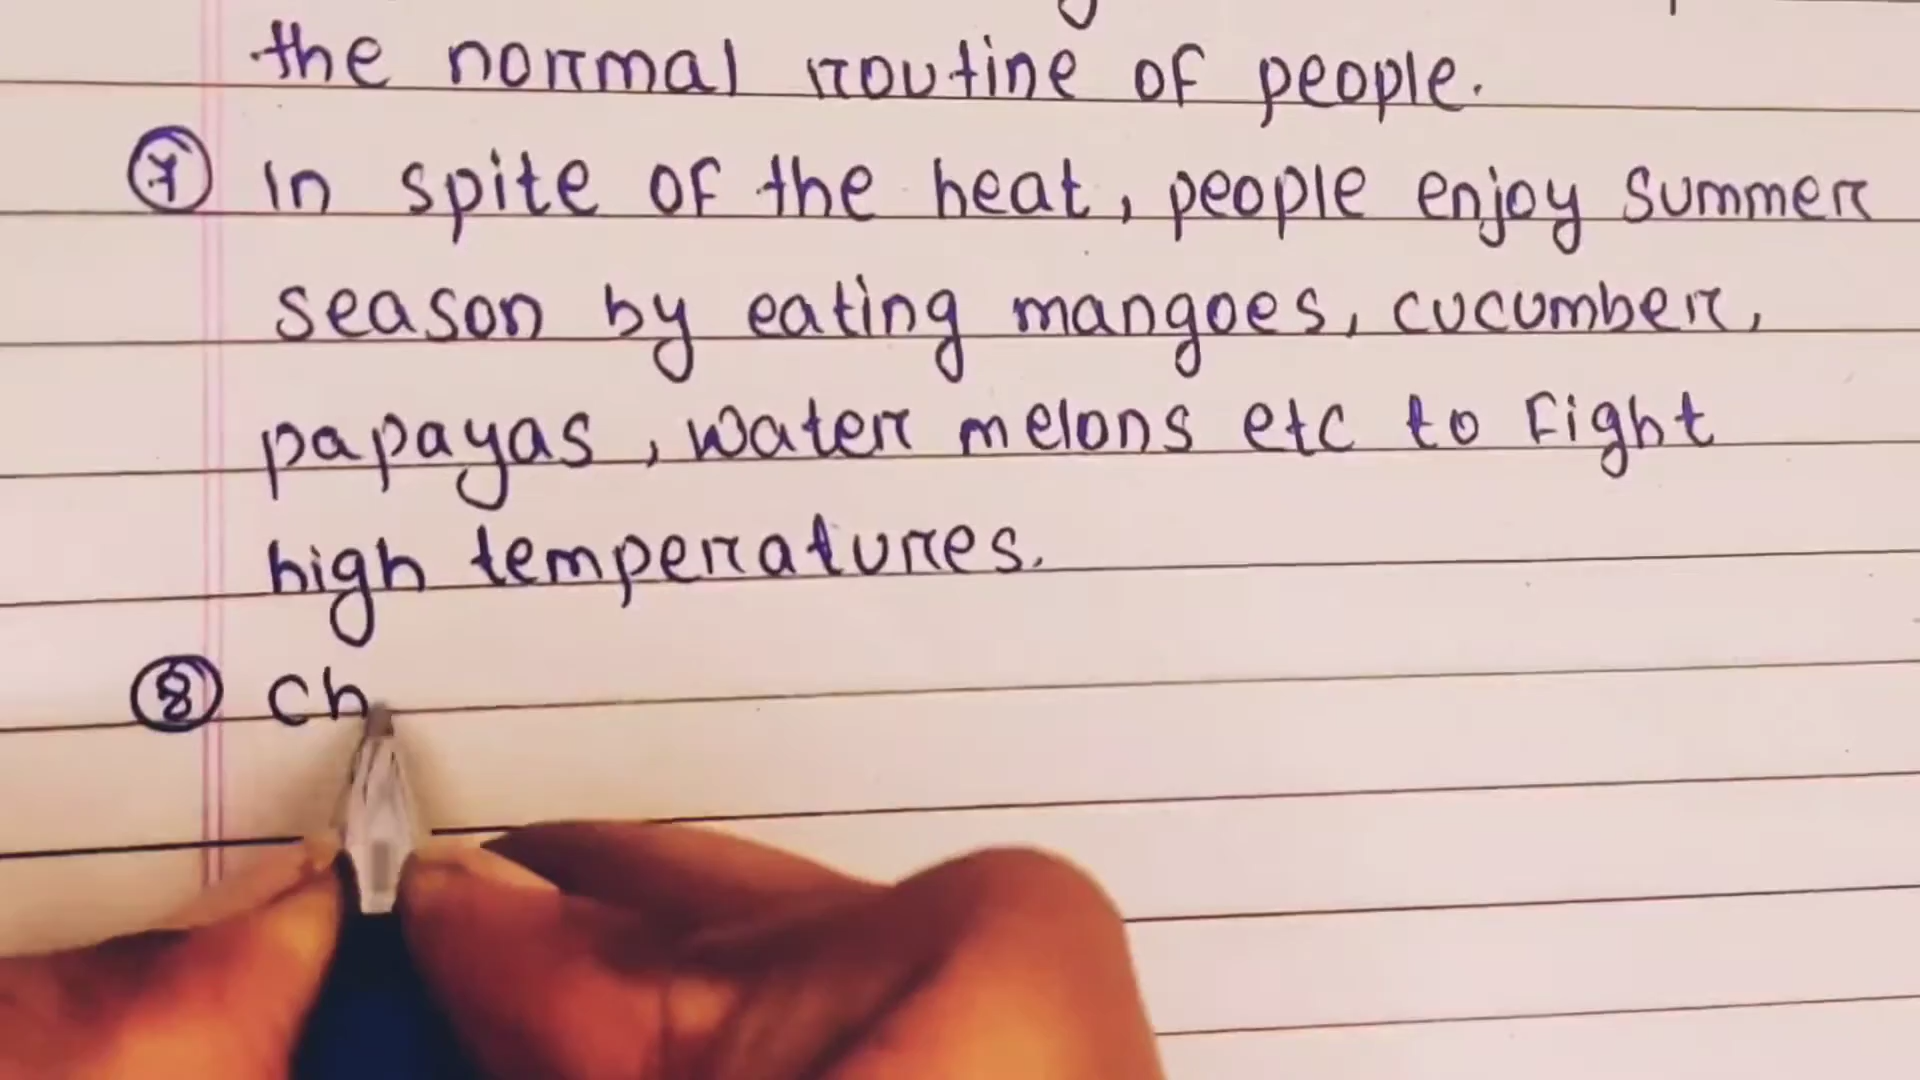 the normal routine of people.
⑦ In spite of the heat, people enjoy summer
season by eating mangoes, cucumber,
papayas, water melons etc to Fight
high temperatures.
⑧ Ch